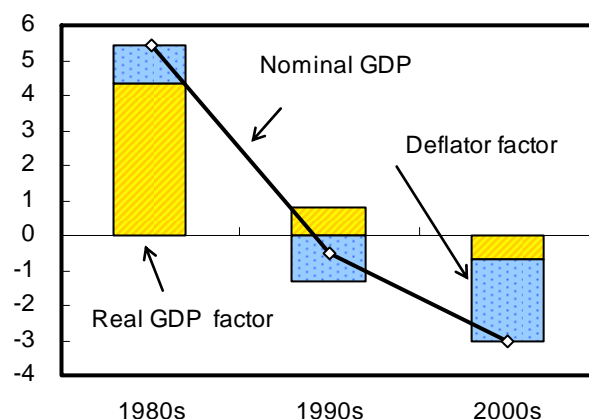 6
5
4
3
2
1
0
-1
-2
-3
-4
Nominal GDP
Deflator factor
Real GDP factor
1980s 1990s 2000s